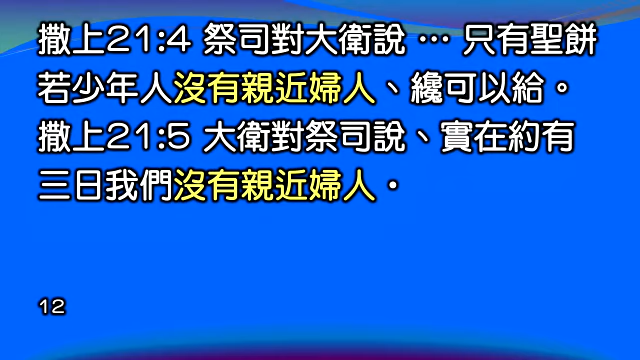 撒上21:4 祭司對大衛說 … 只有聖餅
若少年人沒有親近婦人、纔可以給。
撒上21:5 大衛對祭司說、實在約有
三日我們沒有親近婦人．
12